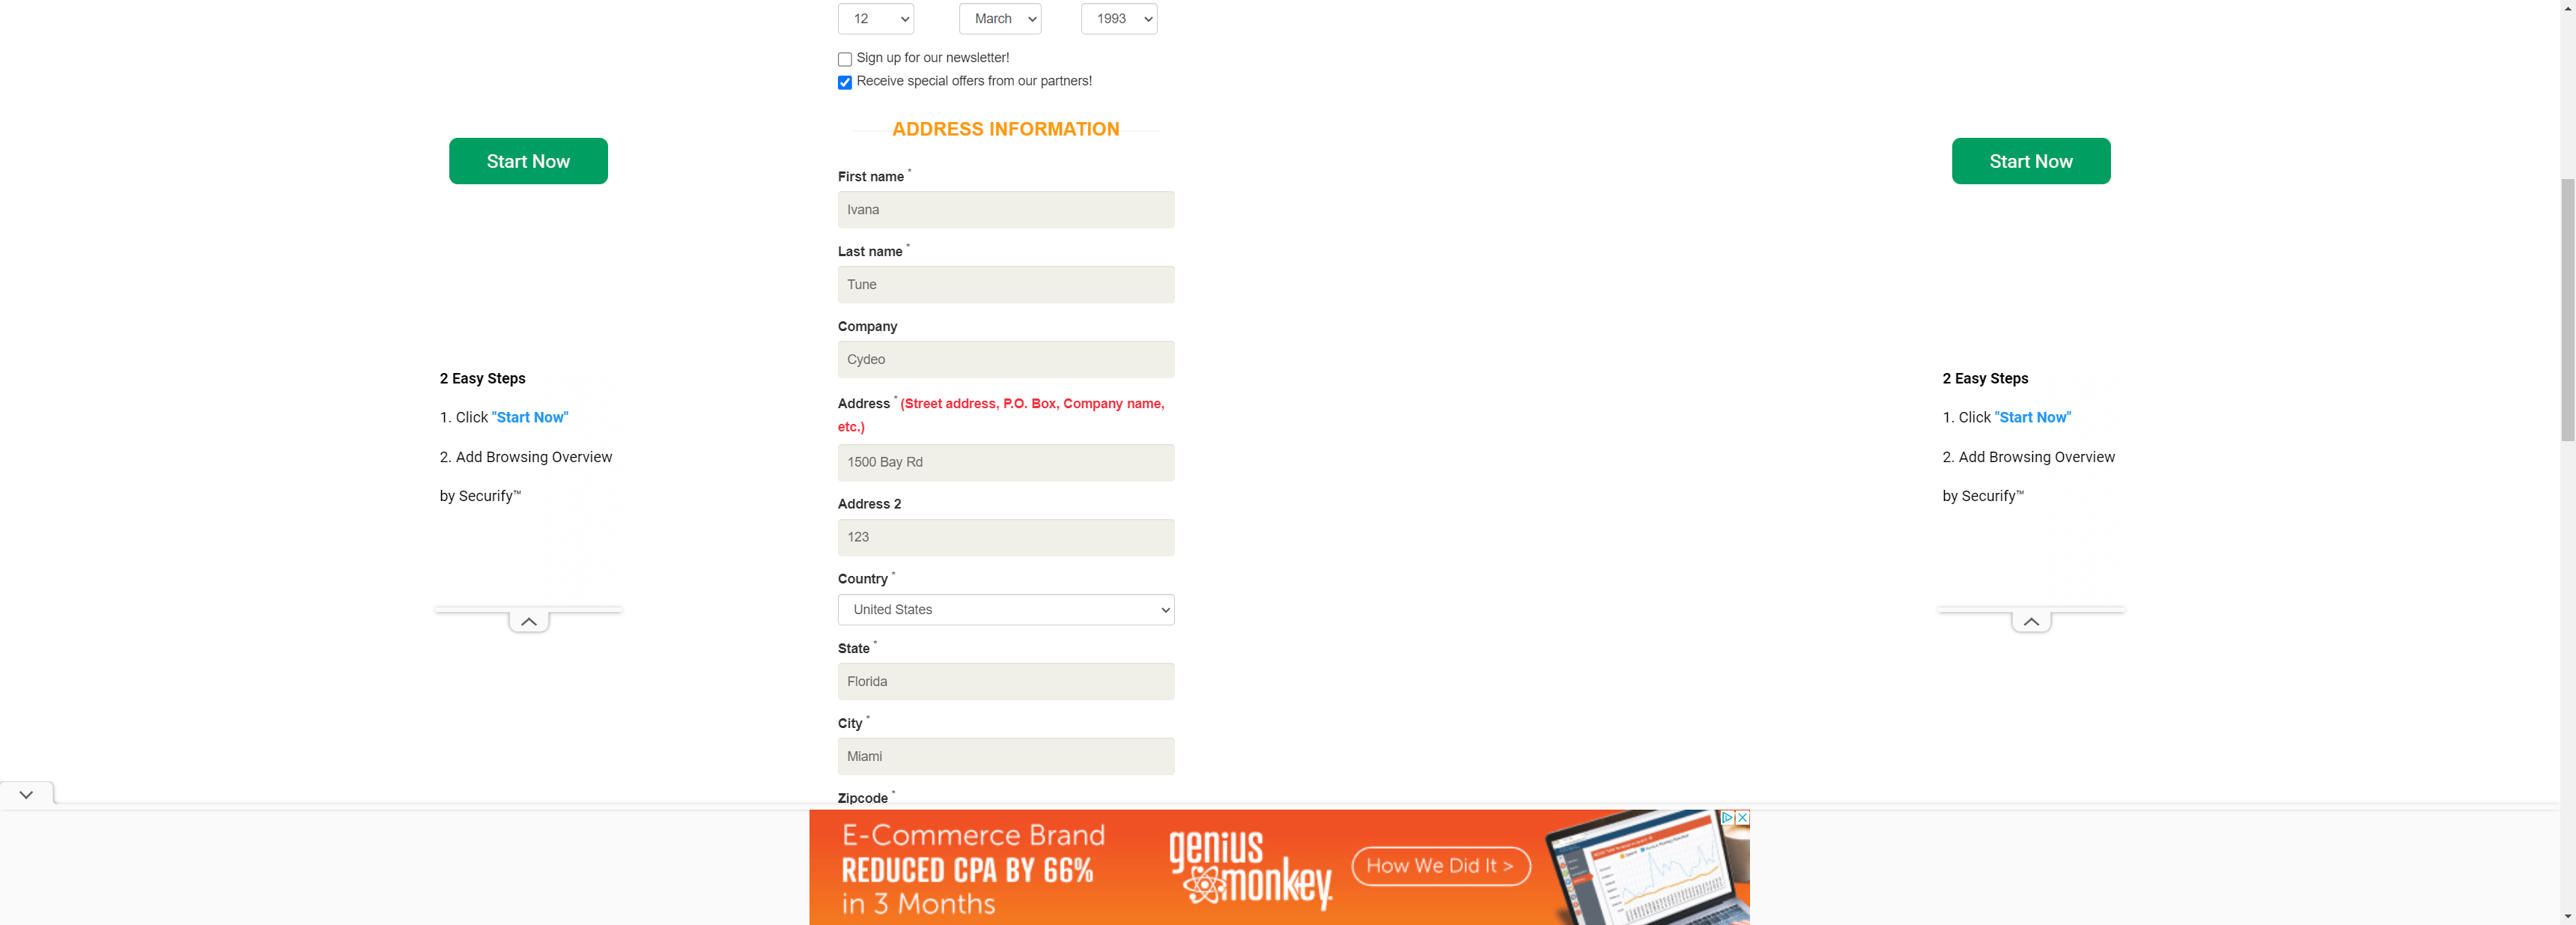 12 March 1993
Sign up for our newsletter!
Receive special offers from our partners!
ADDRESS INFORMATION
Start Now
Start Now
First name *
Ivana
Last name *
Tune
Company
Cydeo
2 Easy Steps
1. Click "Start Now"
2. Add Browsing Overview
by Securify™
Address * (Street address, P.O. Box, Company name,
etc.)
1500 Bay Rd
Address 2
123
Country *
United States
State *
Florida
City *
Miami
Zipcode *
2 Easy Steps
1. Click "Start Now"
2. Add Browsing Overview
by Securify™
E-Commerce Brand
REDUCED CPA BY 66%
in 3 Months
genius
monkey
How We Did It >